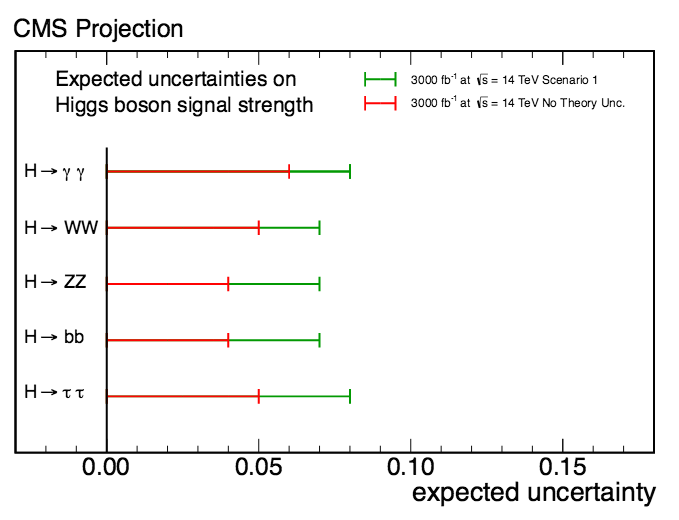 CMS Projection
Expected uncertainties on
Higgs boson signal strength
3000 fb⁻¹ at √s = 14 TeV Scenario 1
3000 fb⁻¹ at √s = 14 TeV No Theory Unc.
H → γ γ
H → WW
H → ZZ
H → bb
H → τ τ
0.00 0.05 0.10 0.15
expected uncertainty